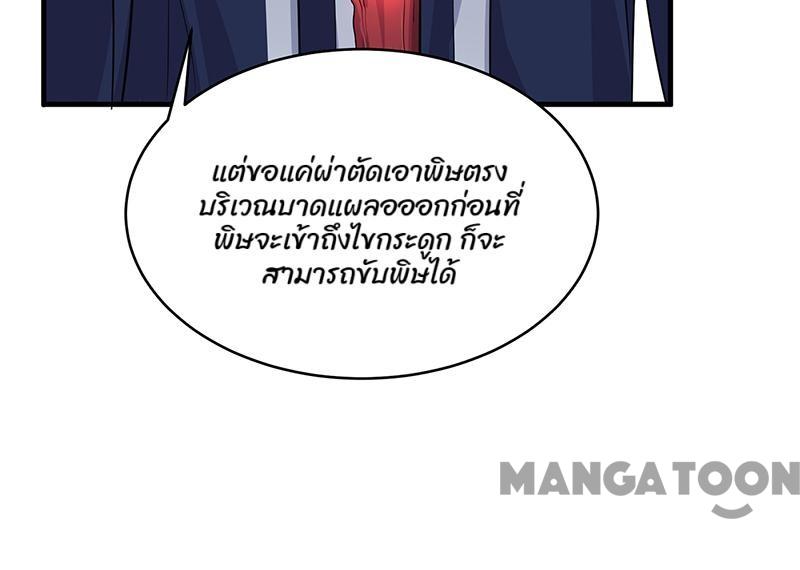 แต่ขอแค่ผ่าตัดเอาพิษตรง
บริเวณบาดแผลอออกก่อนที่
พิษจะเข้าถึงไขกระดูก ก็จะ
สามารถขับพิษได้
MANGATOON